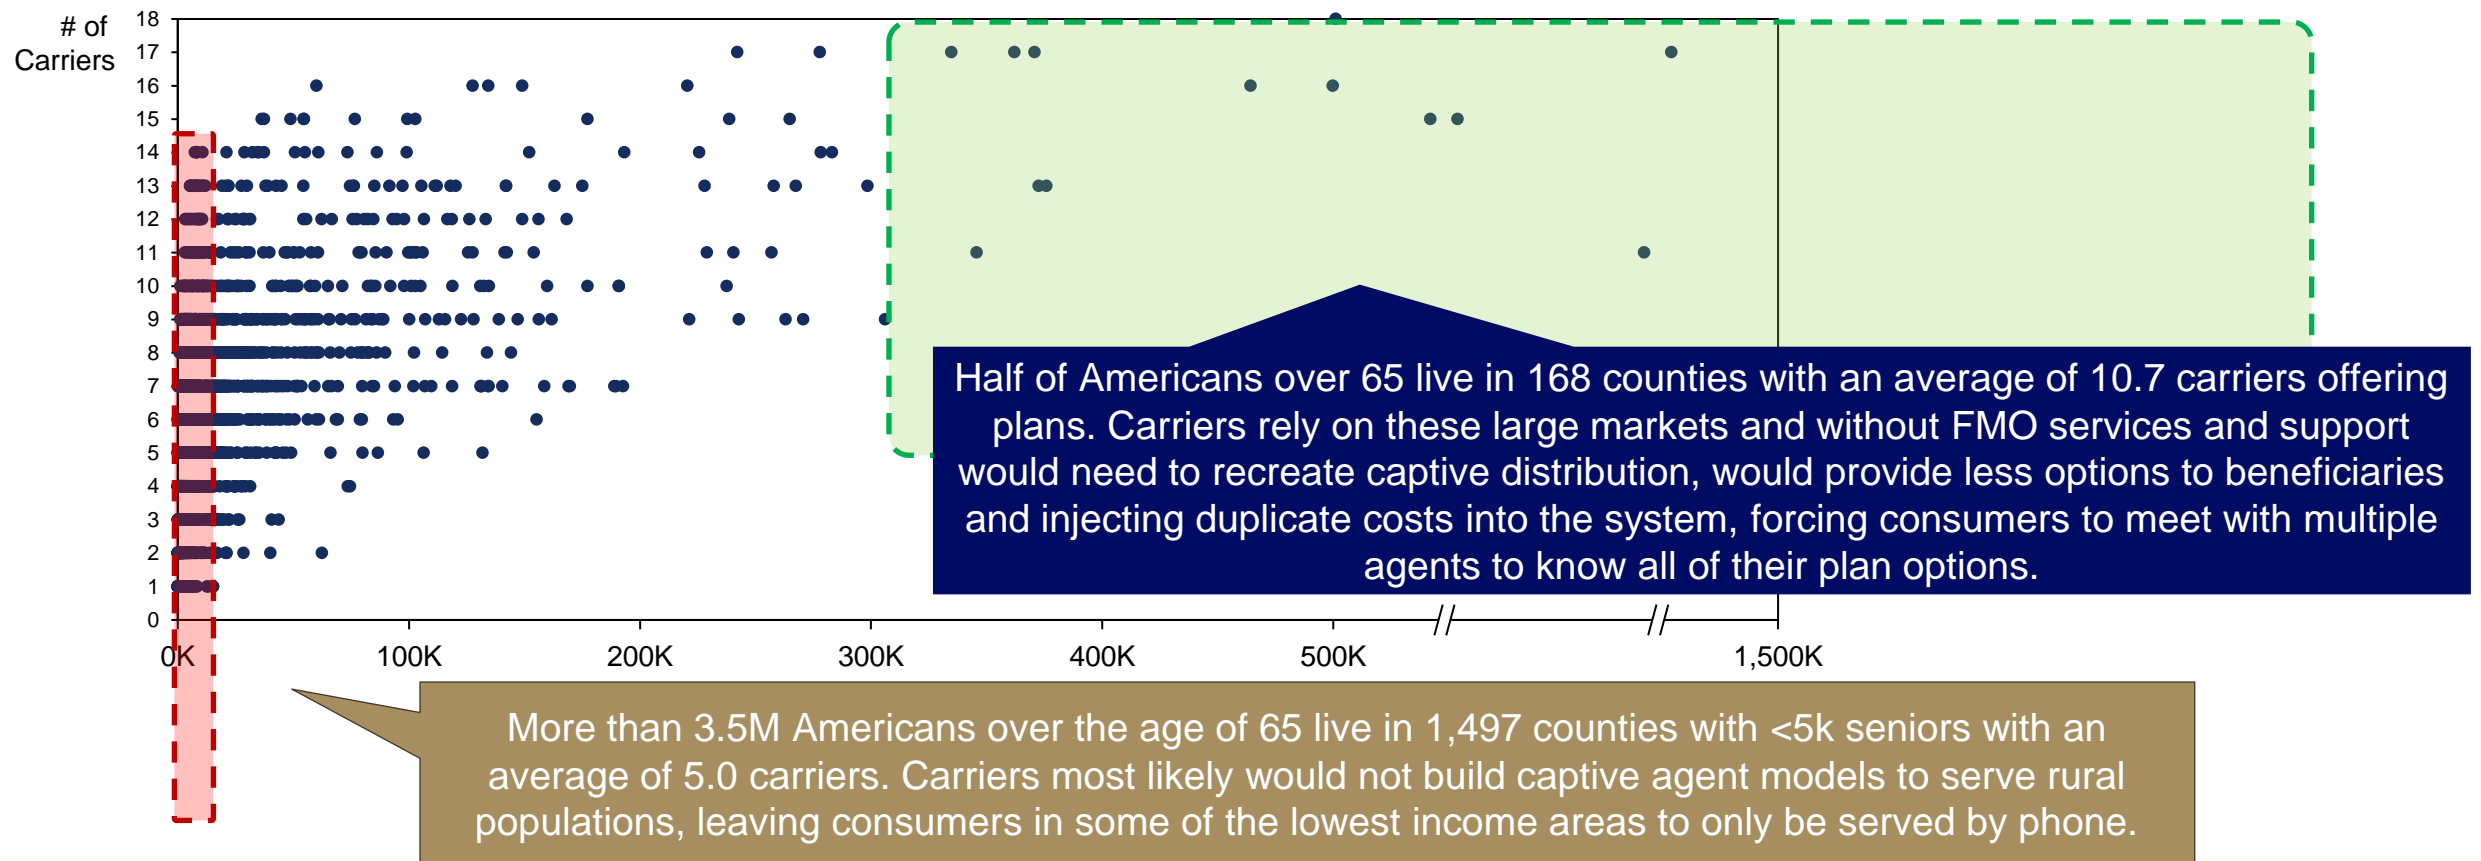 # of
Carriers
18
17
16
15
14
13
12
11
10
9
8
7
6
5
4
3
2
1
0
0K 100K 200K 300K 400K 500K 1,500K
Half of Americans over 65 live in 168 counties with an average of 10.7 carriers offering
plans. Carriers rely on these large markets and without FMO services and support
would need to recreate captive distribution, would provide less options to beneficiaries
and injecting duplicate costs into the system, forcing consumers to meet with multiple
agents to know all of their plan options.
More than 3.5M Americans over the age of 65 live in 1,497 counties with <5k seniors with an
average of 5.0 carriers. Carriers most likely would not build captive agent models to serve rural
populations, leaving consumers in some of the lowest income areas to only be served by phone.